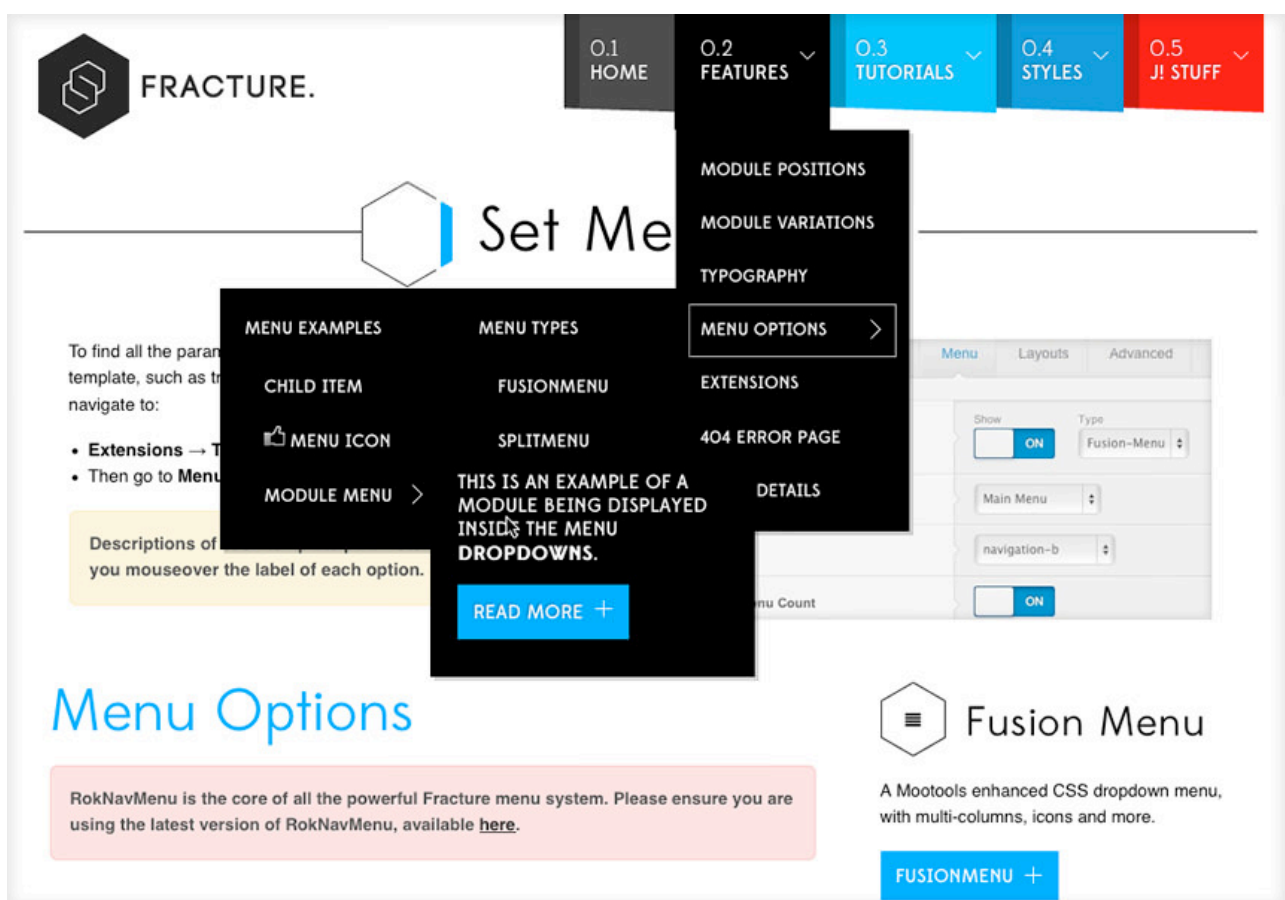 FRACTURE.
0.1
HOME
0.2
FEATURES
0.3
TUTORIALS
0.4
STYLES
0.5
J! STUFF
MODULE POSITIONS
MODULE VARIATIONS
TYPOGRAPHY
MENU OPTIONS
EXTENSIONS
404 ERROR PAGE
DETAILS
Set Me
MENU EXAMPLES
CHILD ITEM
MENU ICON
MODULE MENU
MENU TYPES
FUSIONMENU
SPLITMENU
THIS IS AN EXAMPLE OF A
MODULE BEING DISPLAYED
INSIDE THE MENU
DROPDOWNS.
READ MORE
To find all the
template, such as
navigate to:
• Extensions →
• Then go to Menu
Descriptions of
you mouseover the label of each option.
Menu Layouts Advanced
Show Type
ON Fusion-Menu
Main Menu
navigation-b
Count
ON
Menu Options
RokNavMenu is the core of all the powerful Fracture menu system. Please ensure you are
using the latest version of RokNavMenu, available here.
Fusion Menu
A Mootools enhanced CSS dropdown menu,
with multi-columns, icons and more.
FUSIONMENU